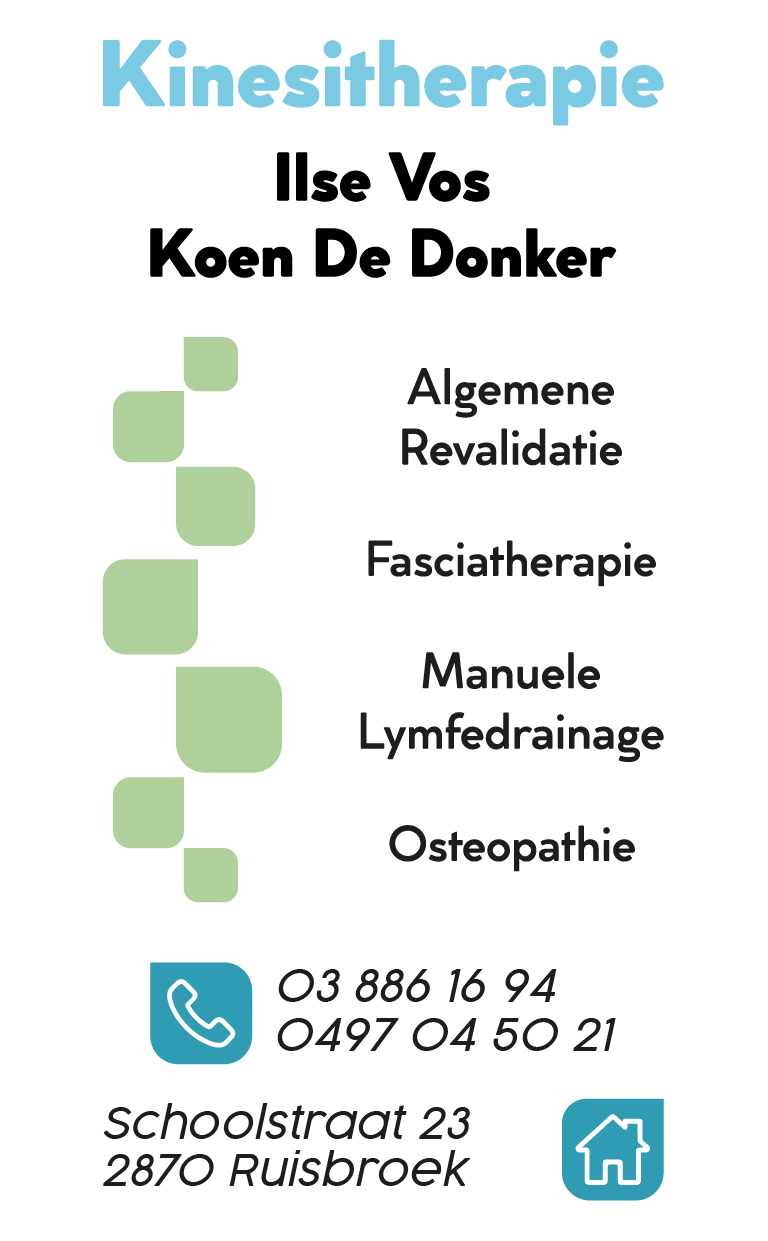 Kinesitherapie
Ilse Vos
Koen De Donker
Algemene
Revalidatie
Fasciatherapie
Manuele
Lymfedrainage
Osteopathie
03 886 16 94
0497 04 50 21
Schoolstraat 23
2870 Ruisbroek